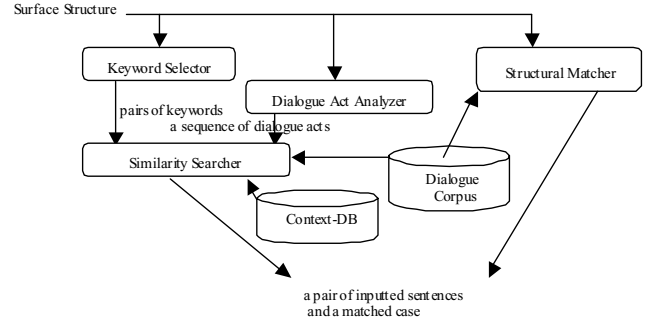 Surface Structure
Keyword Selector
Structural Matcher
Dialogue Act Analyzer
pairs of keywords
a sequence of dialogue acts
Similarity Searcher
Dialogue
Corpus
Context-DB
a pair of inputted sentences
and a matched case